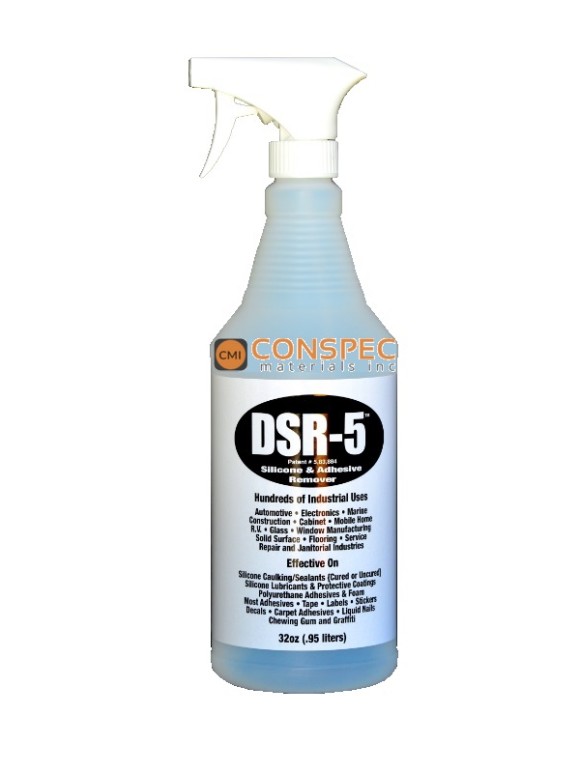 CMI CONSPEC
materials inc
DSR-5™
Silicone & Adhesive
Remover
Hundreds of Industrial Uses
Automotive • Electronics • Marine
Construction • Cabinet • Mobile Home
R.V. • Glass • Window Manufacturing
Solid Surface • Flooring • Service
Repair and Janitorial Industries
Effective On
Silicone Caulking/Sealants (Cured or Uncured)
Silicone Lubricants & Protective Coatings
Polyurethane Adhesives & Foam
Most Adhesives • Tape • Labels • Stickers
Decals • Carpet Adhesives • Liquid Nails
Chewing Gum and Graffiti
32oz (.95 liters)